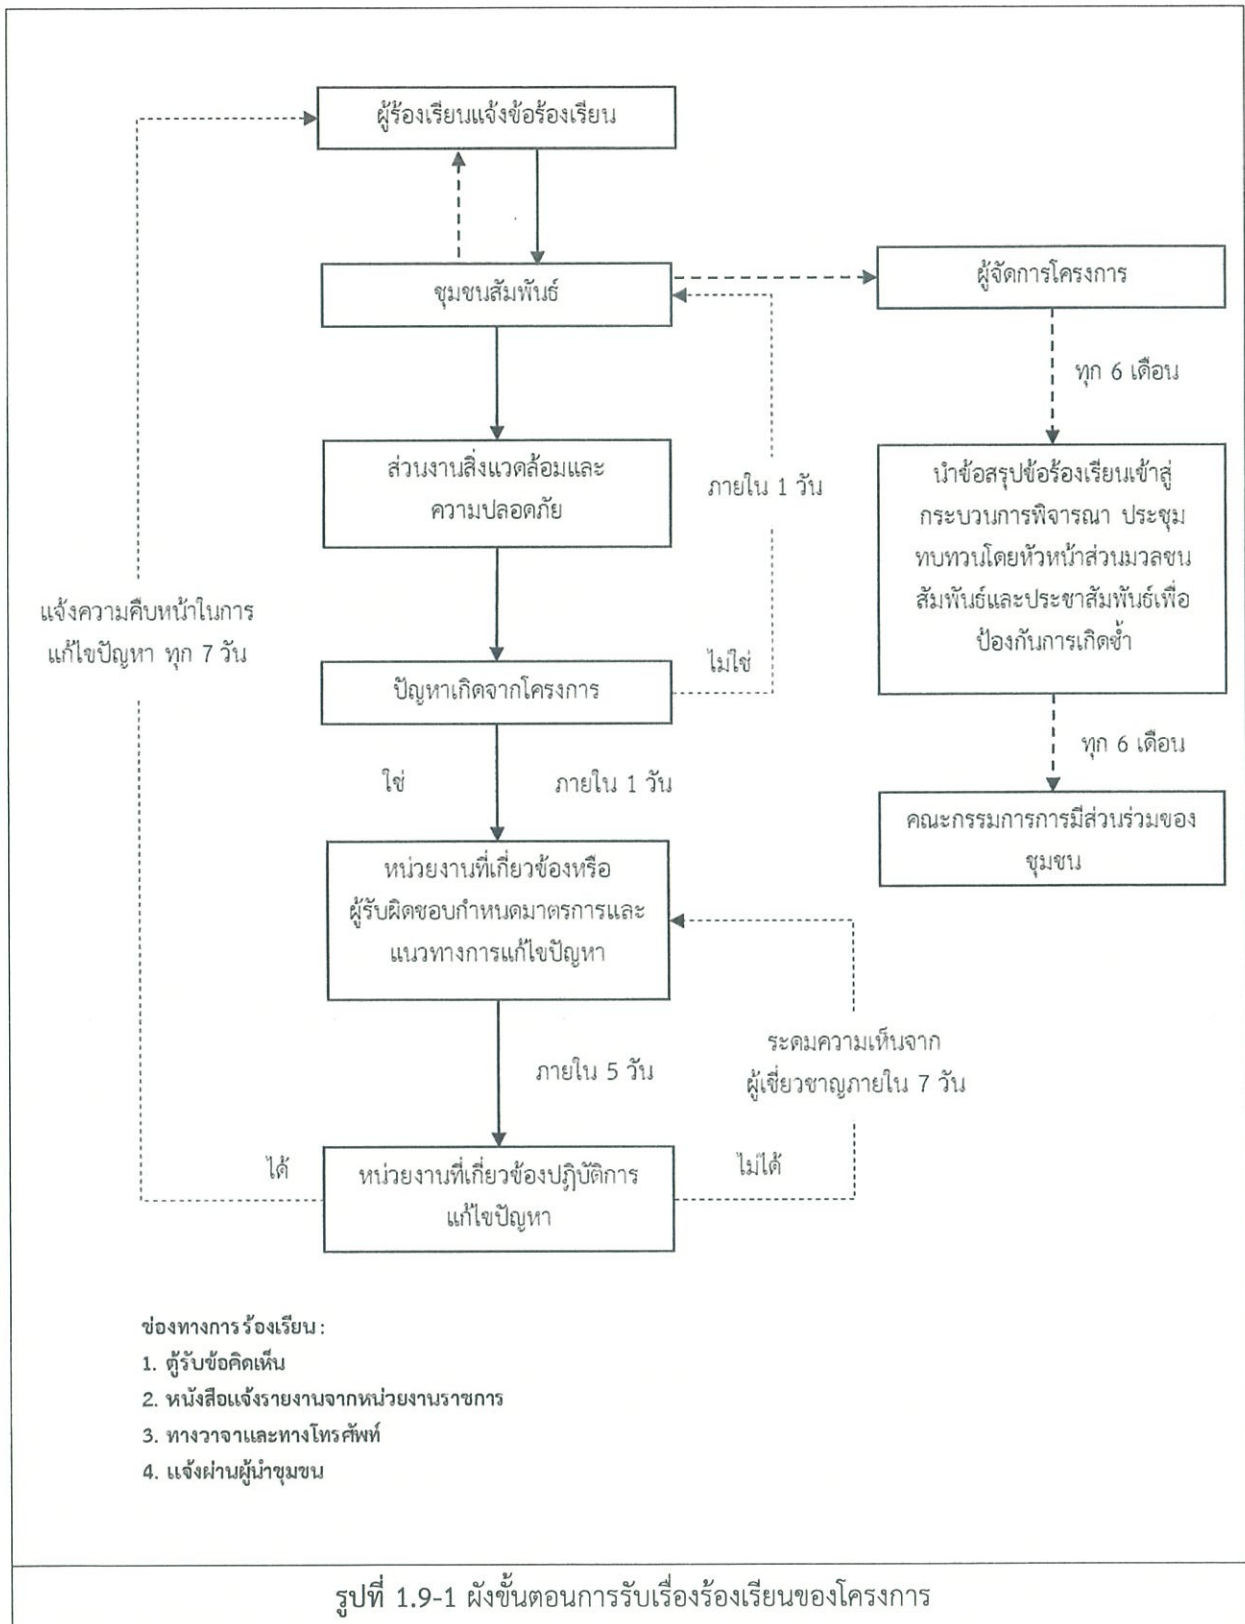 ผู้ร้องเรียนแจ้งข้อร้องเรียน
ชุมชนสัมพันธ์
ผู้จัดการโครงการ
ทุก 6 เดือน
ส่วนงานสิ่งแวดล้อมและ
ความปลอดภัย
ภายใน 1 วัน
นำข้อสรุปข้อร้องเรียนเข้าสู่
กระบวนการพิจารณา ประชุม
ทบทวนโดยหัวหน้าส่วนมวลชน
สัมพันธ์และประชาสัมพันธ์เพื่อ
ป้องกันการเกิดซ้ำ
แจ้งความคืบหน้าในการ
แก้ไขปัญหา ทุก 7 วัน
ปัญหาเกิดจากโครงการ
ไม่ใช่
ทุก 6 เดือน
ใช่
ภายใน 1 วัน
คณะกรรมการการมีส่วนร่วมของ
ชุมชน
หน่วยงานที่เกี่ยวข้องหรือ
ผู้รับผิดชอบกำหนดมาตรการและ
แนวทางการแก้ไขปัญหา
ภายใน 5 วัน
ระดมความเห็นจาก
ผู้เชี่ยวชาญภายใน 7 วัน
ได้
หน่วยงานที่เกี่ยวข้องปฏิบัติการ
แก้ไขปัญหา
ไม่ได้
ช่องทางการร้องเรียน :
1. ตู้รับข้อคิดเห็น
2. หนังสือแจ้งรายงานจากหน่วยงานราชการ
3. ทางวาจาและทางโทรศัพท์
4. แจ้งผ่านผู้นำชุมชน
รูปที่ 1.9-1 ผังขั้นตอนการรับเรื่องร้องเรียนของโครงการ